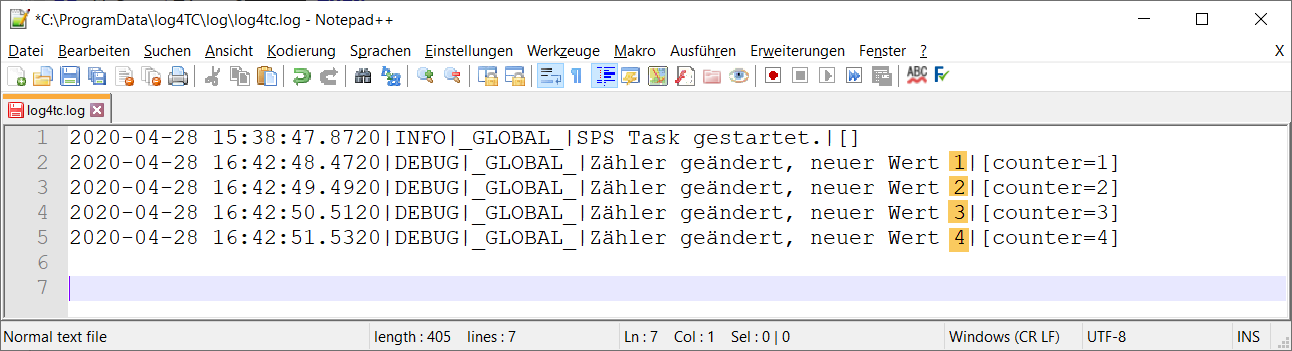 *C:\ProgramData\log4TC\log\log4tc.log - Notepad++
Datei Bearbeiten Suchen Ansicht Kodierung Sprachen Einstellungen Werkzeuge Makro Ausführen Erweiterungen Fenster ? X
ABC
log4tc.log
1 2020-04-28 15:38:47.8720|INFO|_GLOBAL_|SPS Task gestartet.|[]
2 2020-04-28 16:42:48.4720|DEBUG|_GLOBAL_|Zähler geändert, neuer Wert 1|[counter=1]
3 2020-04-28 16:42:49.4920|DEBUG|_GLOBAL_|Zähler geändert, neuer Wert 2|[counter=2]
4 2020-04-28 16:42:50.5120|DEBUG|_GLOBAL_|Zähler geändert, neuer Wert 3|[counter=3]
5 2020-04-28 16:42:51.5320|DEBUG|_GLOBAL_|Zähler geändert, neuer Wert 4|[counter=4]
6
7
Normal text file length : 405 lines : 7 Ln : 7 Col : 1 Sel : 0 | 0 Windows (CR LF) UTF-8 INS